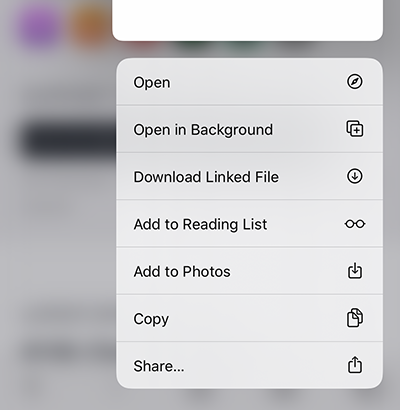 Open
Open in Background
Download Linked File
Add to Reading List
Add to Photos
Copy
Share...